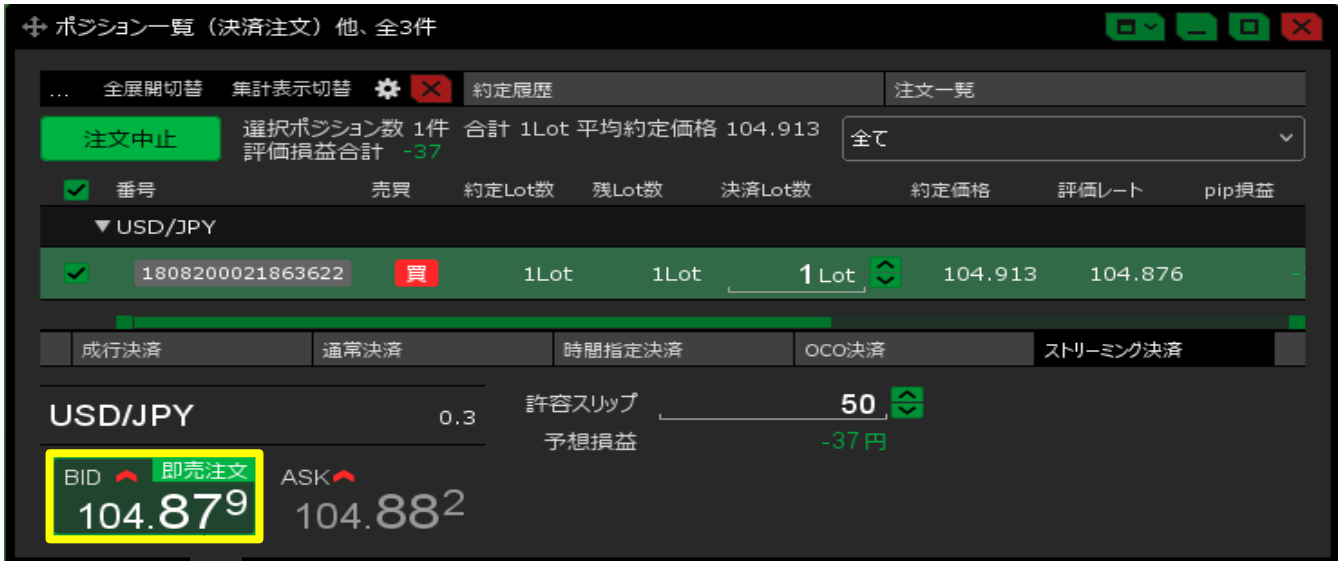 ポジション一覧（決済注文）他、全3件
... 全展開切替 集計表示切替 約定履歴 注文一覧
注文中止 選択ポジション数 1件 合計 1Lot 平均約定価格 104.913 全て
評価損益合計 -37
番号 売買 約定Lot数 残Lot数 決済Lot数 約定価格 評価レート pip損益
▼USD/JPY
1808200021863622 買 1Lot 1Lot 1 Lot 104.913 104.876
成行決済 通常決済 時間指定決済 OCO決済 ストリーミング決済
USD/JPY 0.3 許容スリップ 50
予想損益 -37円
BID 即売注文 ASK
104.879 104.882